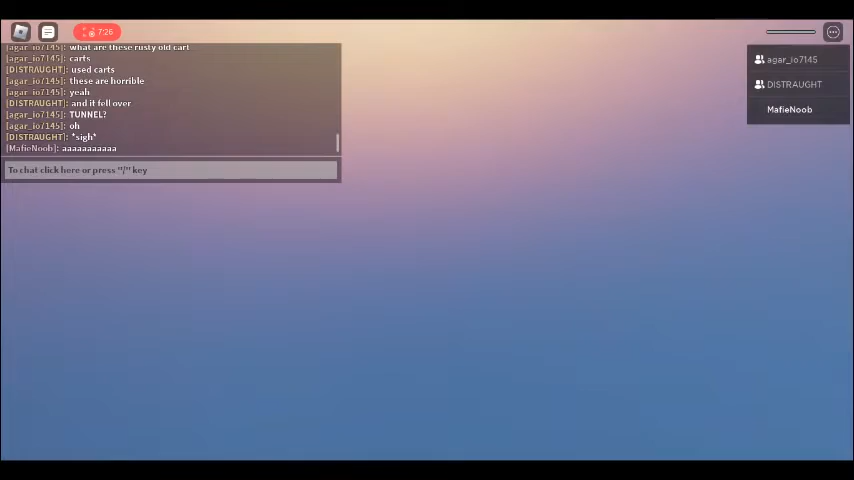 7:26
[agar_io7145]: what are these rusty old cart
[agar_io7145]: carts
[DISTRAUGHT]: used carts
[agar_io7145]: these are horrible
[agar_io7145]: yeah
[DISTRAUGHT]: and it fell over
[agar_io7145]: TUNNEL?
[agar_io7145]: oh
[DISTRAUGHT]: *sigh*
[MafieNoob]: aaaaaaaaaaa
To chat click here or press "/" key
agar_io7145
DISTRAUGHT
MafieNoob